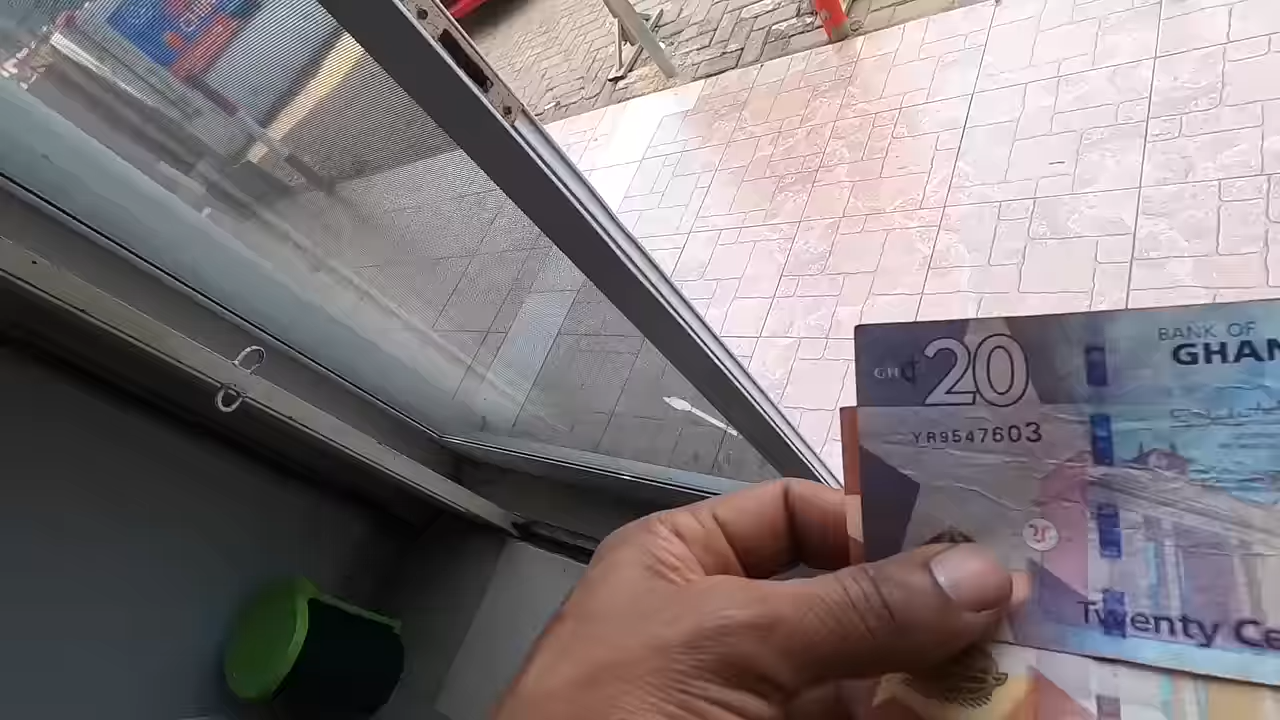 BANK OF
GHAN
GH₵ 20
YR9547603
Twenty Ce